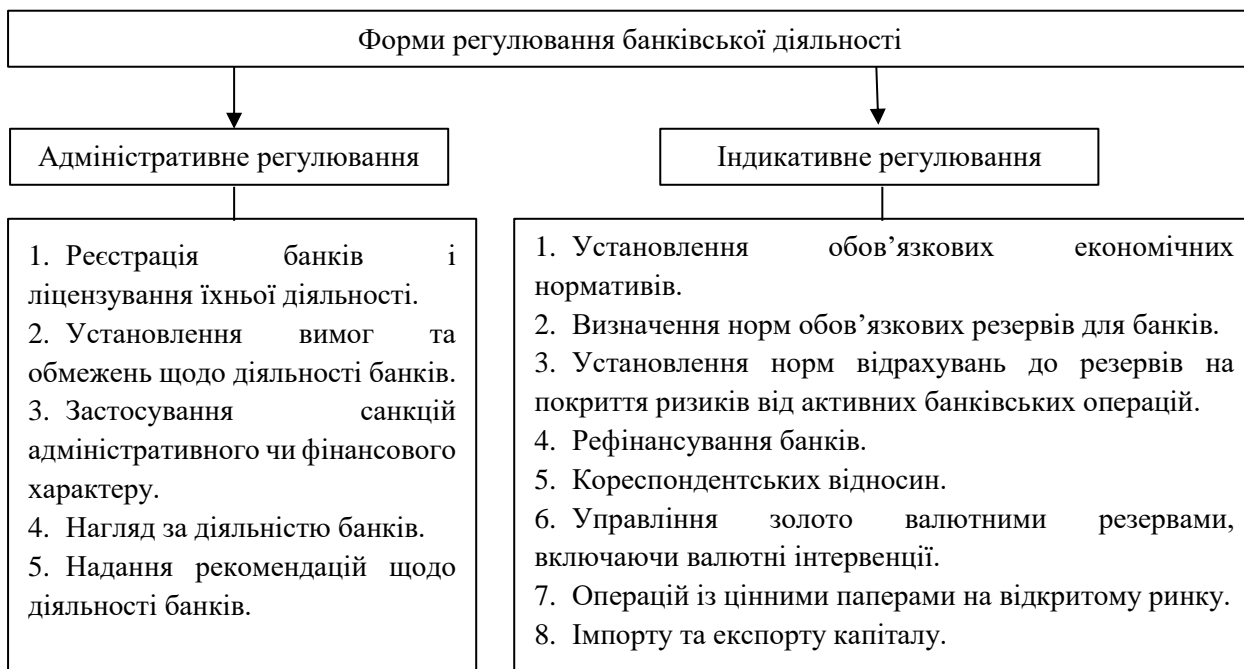 Форми регулювання банківської діяльності
Адміністративне регулювання
Індикативне регулювання
1. Реєстрація банків і
ліцензування їхньої діяльності.
2. Установлення вимог та
обмежень щодо діяльності банків.
3. Застосування санкцій
адміністративного чи фінансового
характеру.
4. Нагляд за діяльністю банків.
5. Надання рекомендацій щодо
діяльності банків.
1. Установлення обов’язкових економічних
нормативів.
2. Визначення норм обов’язкових резервів для банків.
3. Установлення норм відрахувань до резервів на
покриття ризиків від активних банківських операцій.
4. Рефінансування банків.
5. Кореспондентських відносин.
6. Управління золото валютними резервами,
включаючи валютні інтервенції.
7. Операцій із цінними паперами на відкритому ринку.
8. Імпорту та експорту капіталу.